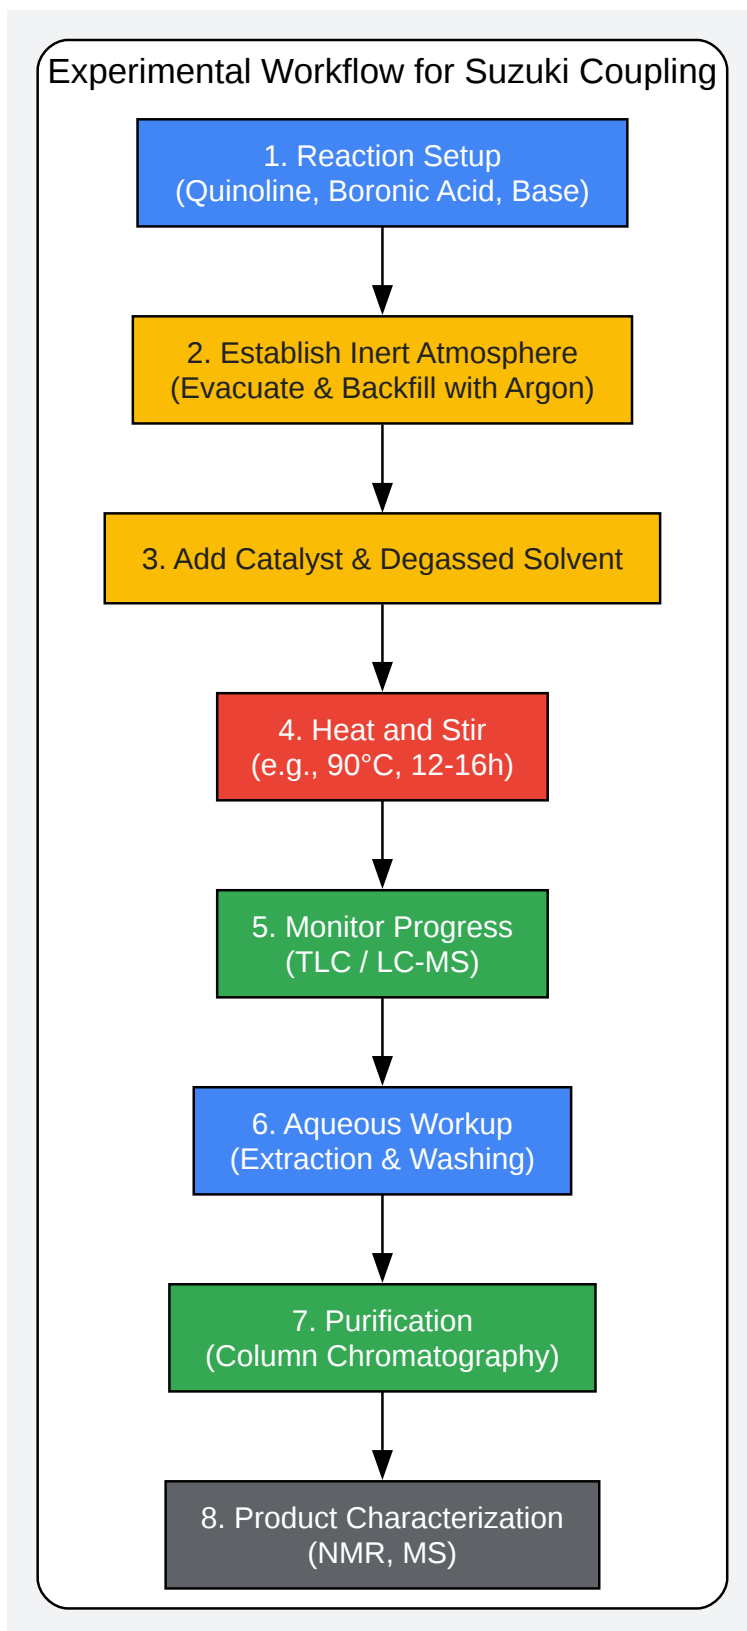 Experimental Workflow for Suzuki Coupling
1. Reaction Setup
(Quinoline, Boronic Acid, Base)
2. Establish Inert Atmosphere
(Evacuate & Backfill with Argon)
3. Add Catalyst & Degassed Solvent
4. Heat and Stir
(e.g., 90°C, 12-16h)
5. Monitor Progress
(TLC / LC-MS)
6. Aqueous Workup
(Extraction & Washing)
7. Purification
(Column Chromatography)
8. Product Characterization
(NMR, MS)